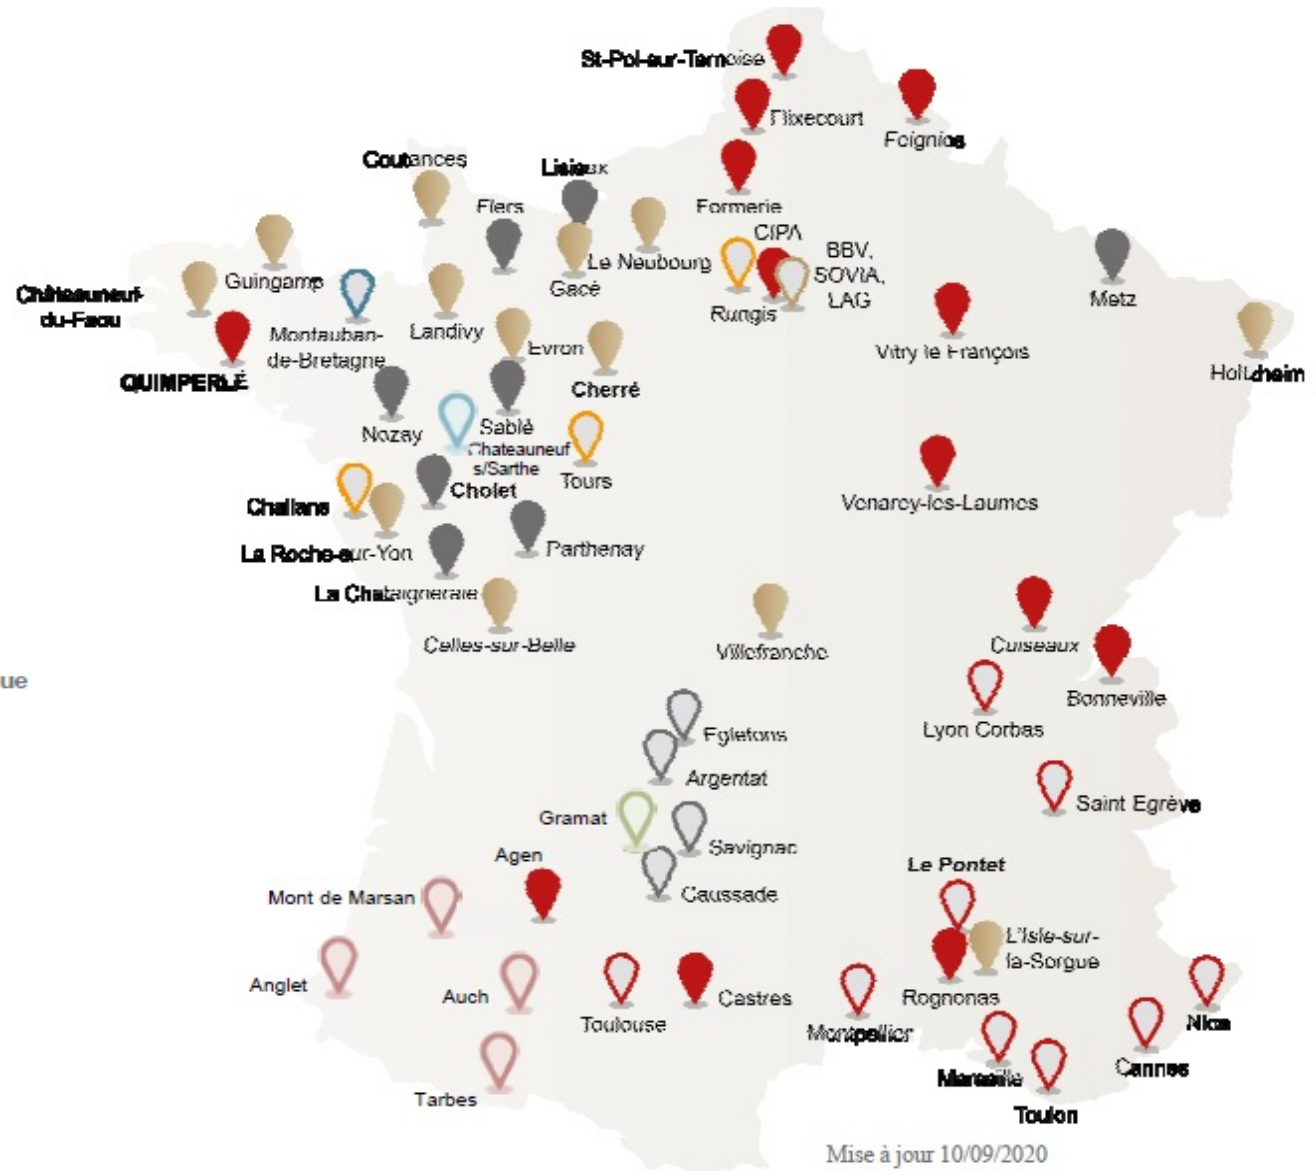 St-Pol-sur-Ternoise
Flixecourt
Feignies
Coutances
Lisieux
Flers
Formerie
CIPA
BBV,
SOVIA,
LAG
Le Neubourg
Guingamp
Gacé
Metz
Châteauneuf-
du-Faou
Rungis
Montauban-
de-Bretagne
Landivy
Evron
Vitry le François
Holtzheim
QUIMPERLÉ
Cherré
Nozay
Sablé
Chateauneuf
s/Sarthe
Tours
Cholet
Challans
Venarey-les-Laumes
La Roche-sur-Yon
Parthenay
La Chataigneraie
Celles-sur-Belle
Villefranche
Cuiseaux
ue
Bonneville
Lyon Corbas
Egletons
Argentat
Saint Egrève
Gramat
Savignac
Agen
Le Pontet
Caussade
Mont de Marsan
L'Isle-sur-
la-Sorgue
Anglet
Auch
Castres
Rognonas
Toulouse
Montpellier
Nice
Cannes
Marseille
Tarbes
Toulon
Mise à jour 10/09/2020